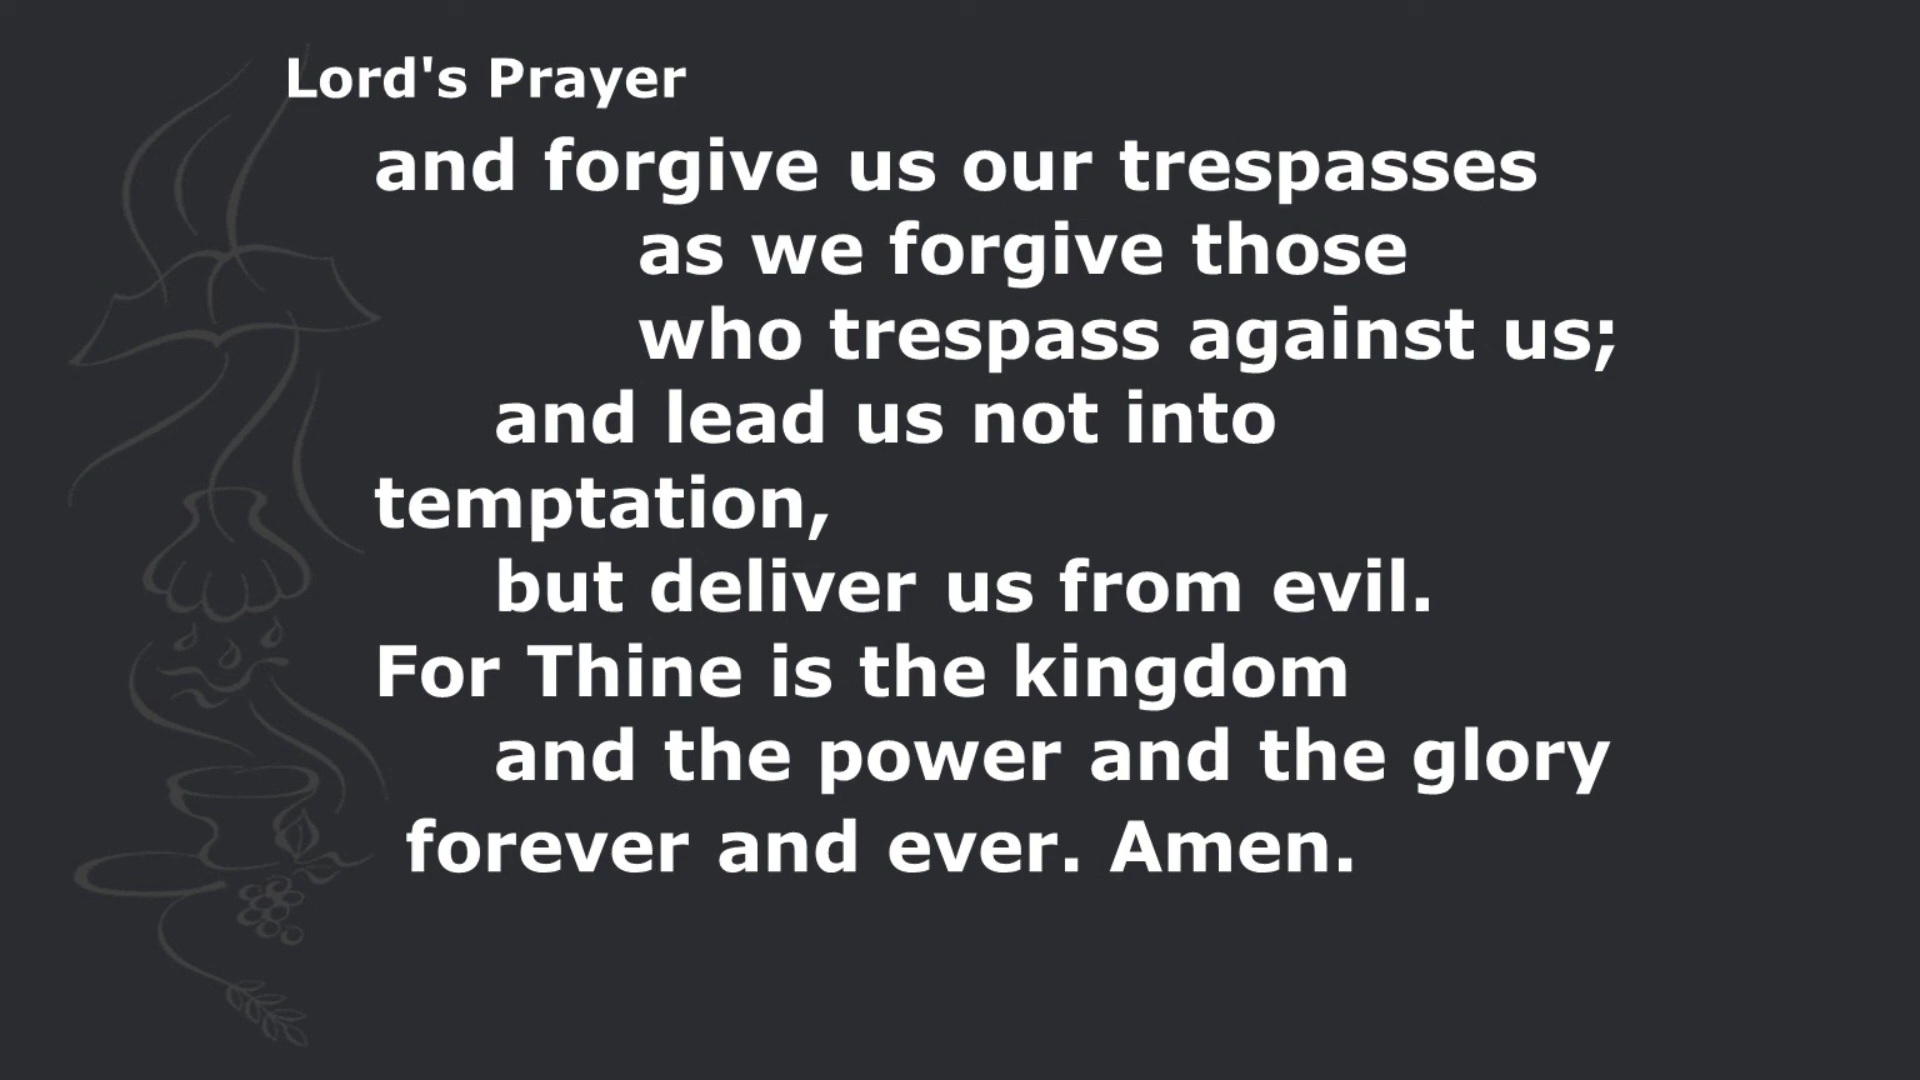 Lord's Prayer
and forgive us our trespasses
as we forgive those
who trespass against us;
and lead us not into
temptation,
but deliver us from evil.
For Thine is the kingdom
and the power and the glory
forever and ever. Amen.